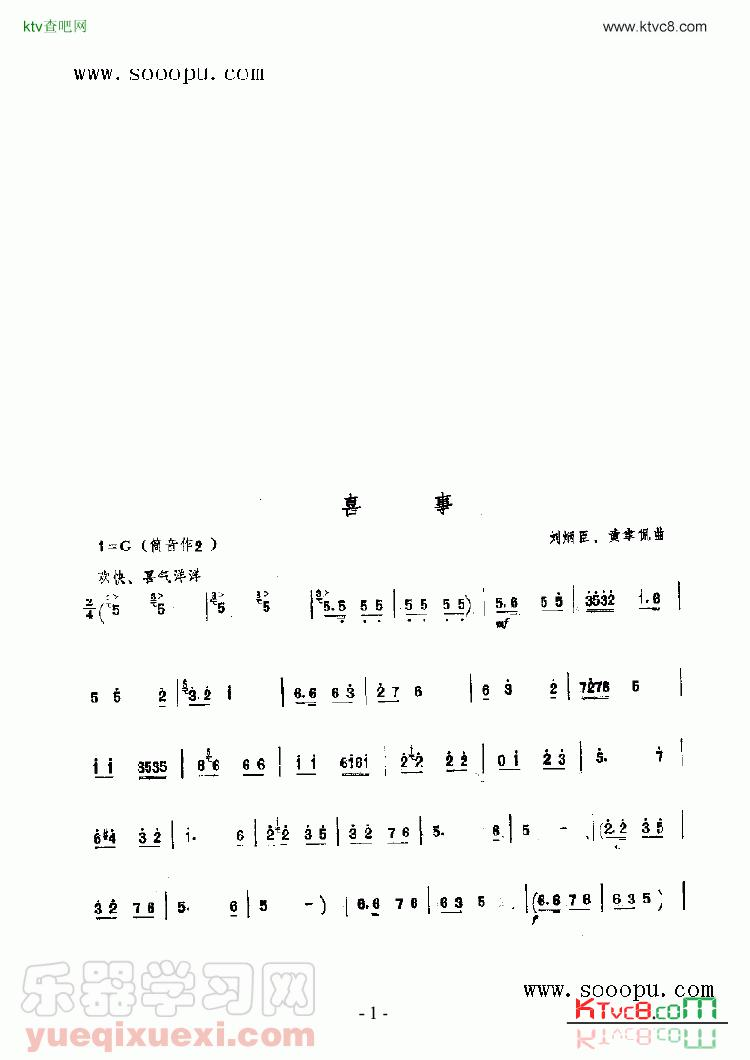 ktv查吧网 www.ktvc8.com
www.sooopu.com
喜 事
1=G（筒音作2） 刘炳臣、黄幸侃曲
欢快、喜气洋洋
2/4 ( 5 5 | 5 5 | 5.5 5 5 | 5 5 5 5 ) | 5.6 5 5 | 3532 1.6 |
mf
5 5 2 | 3.2 1 | 6.6 6 3 | 2 7 6 | 6 3 2 | 7276 5 |
1 1 3535 | 6 6 6 6 | 1 1 6161 | 2 2 2 2 | 0 1 2 3 | 5. 7 |
6 #4 3 2 | 1. 6 | 2 2 3 5 | 3 2 7 6 | 5. 6 | 5 – | ( 2.2 3 5 |
3 2 7 6 | 5. 6 | 5 – ) | 6.6 7 6 | 6 3 5 | ( 6.6 7 6 | 6 3 5 ) |
f
www.sooopu.com
乐器学习网
yueqixuexi.com
- 1 -
KTvc8.com